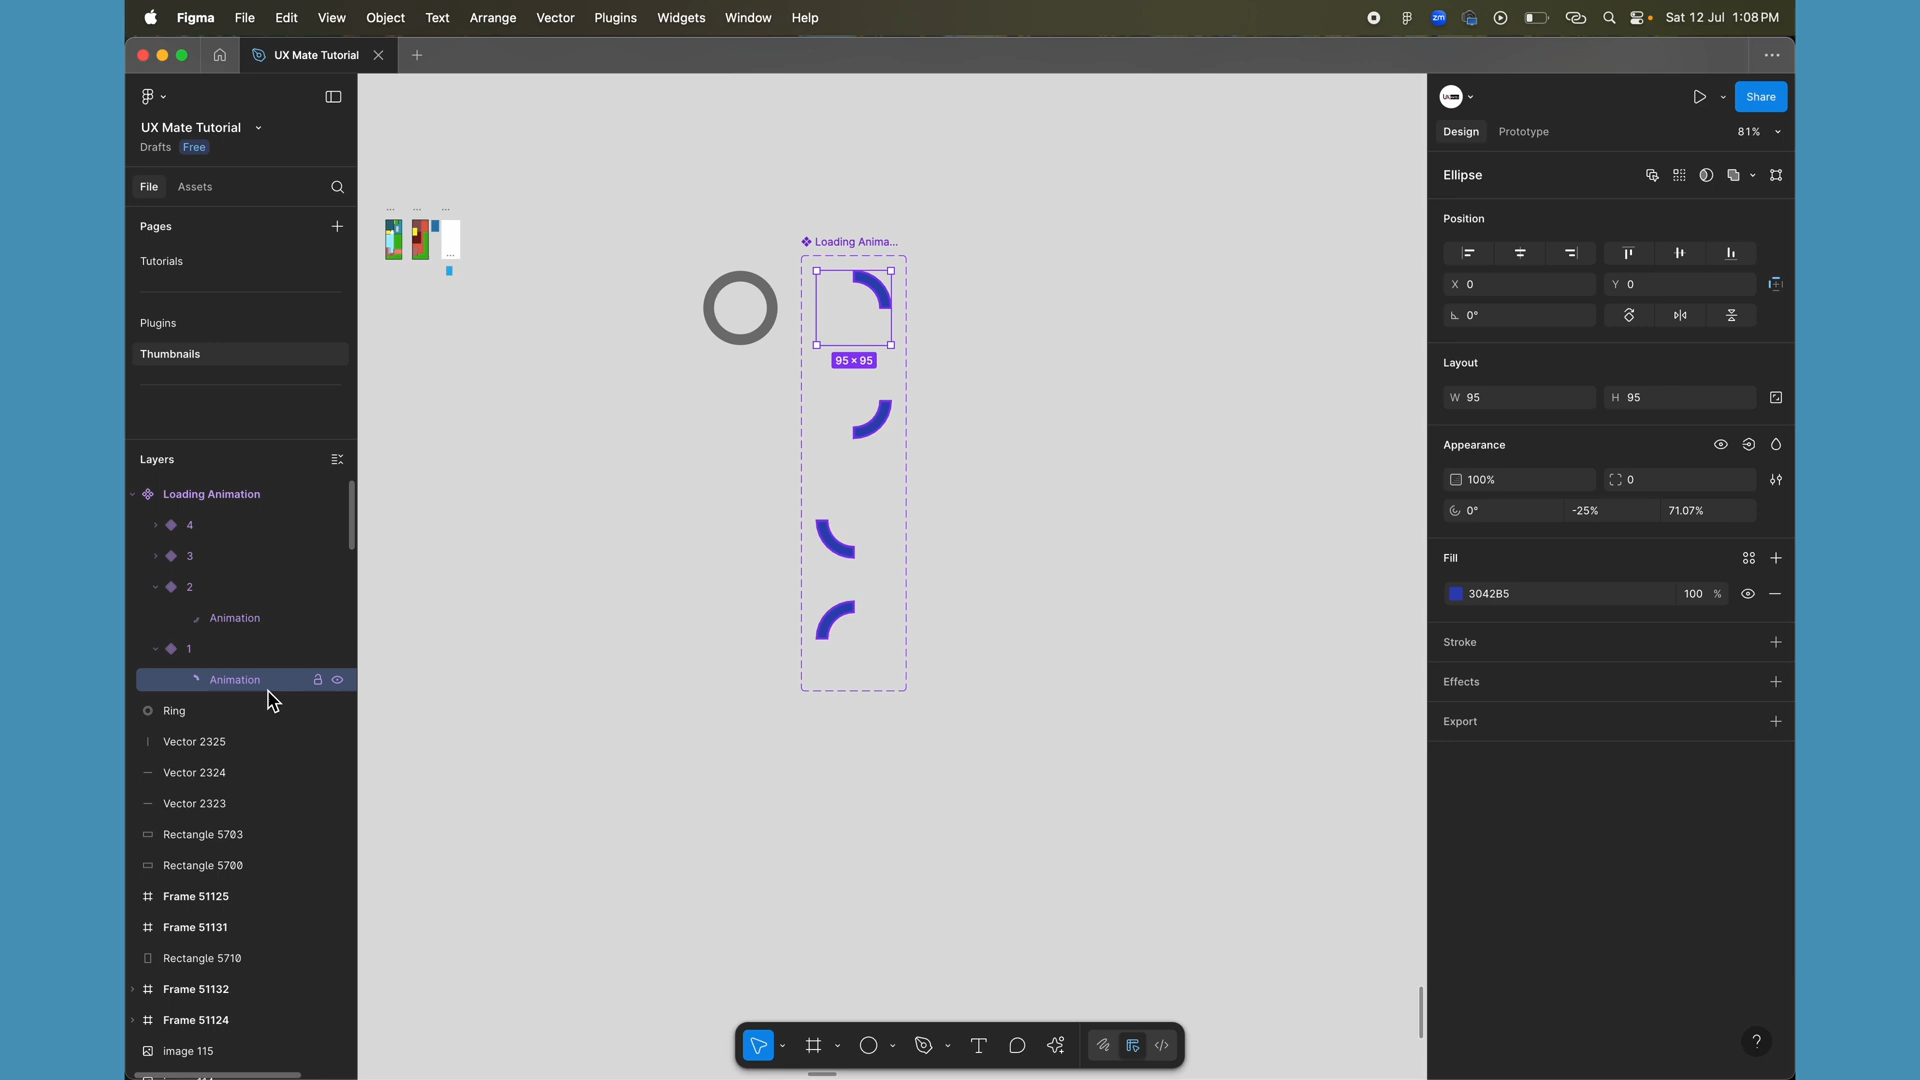 Figma File Edit View Object Text Arrange Vector Plugins Widgets Window Help
zm
Sat 12 Jul 1:08 PM
UX Mate Tutorial
UX Mate Tutorial
Drafts Free
File Assets
Pages
Tutorials
Plugins
Thumbnails
Layers
Loading Animation
4
3
2
Animation
1
Animation
Ring
Vector 2325
Vector 2324
Vector 2323
Rectangle 5703
Rectangle 5700
Frame 51125
Frame 51131
Rectangle 5710
Frame 51132
Frame 51124
image 115
... ... ...
...
Loading Anima...
95 × 95
Share
Design Prototype 81%
Ellipse
Position
X 0 Y 0
0°
Layout
W 95 H 95
Appearance
100% 0
0° -25% 71.07%
Fill
3042B5 100 %
Stroke
Effects
Export
?